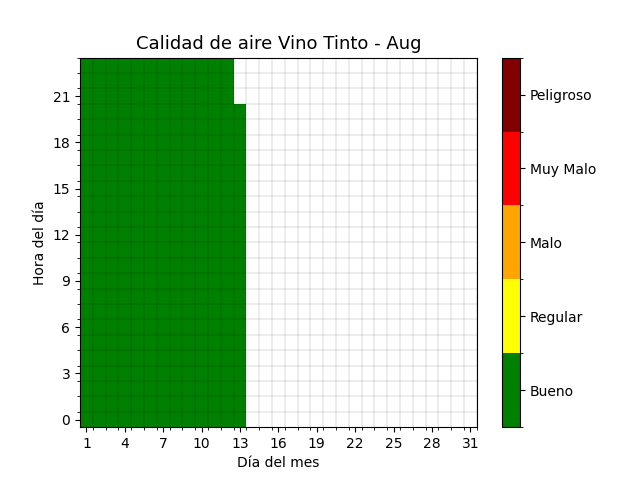 Calidad de aire Vino Tinto - Aug
Hora del día
21
18
15
12
9
6
3
0
1 4 7 10 13 16 19 22 25 28 31
Día del mes
Peligroso
Muy Malo
Malo
Regular
Bueno